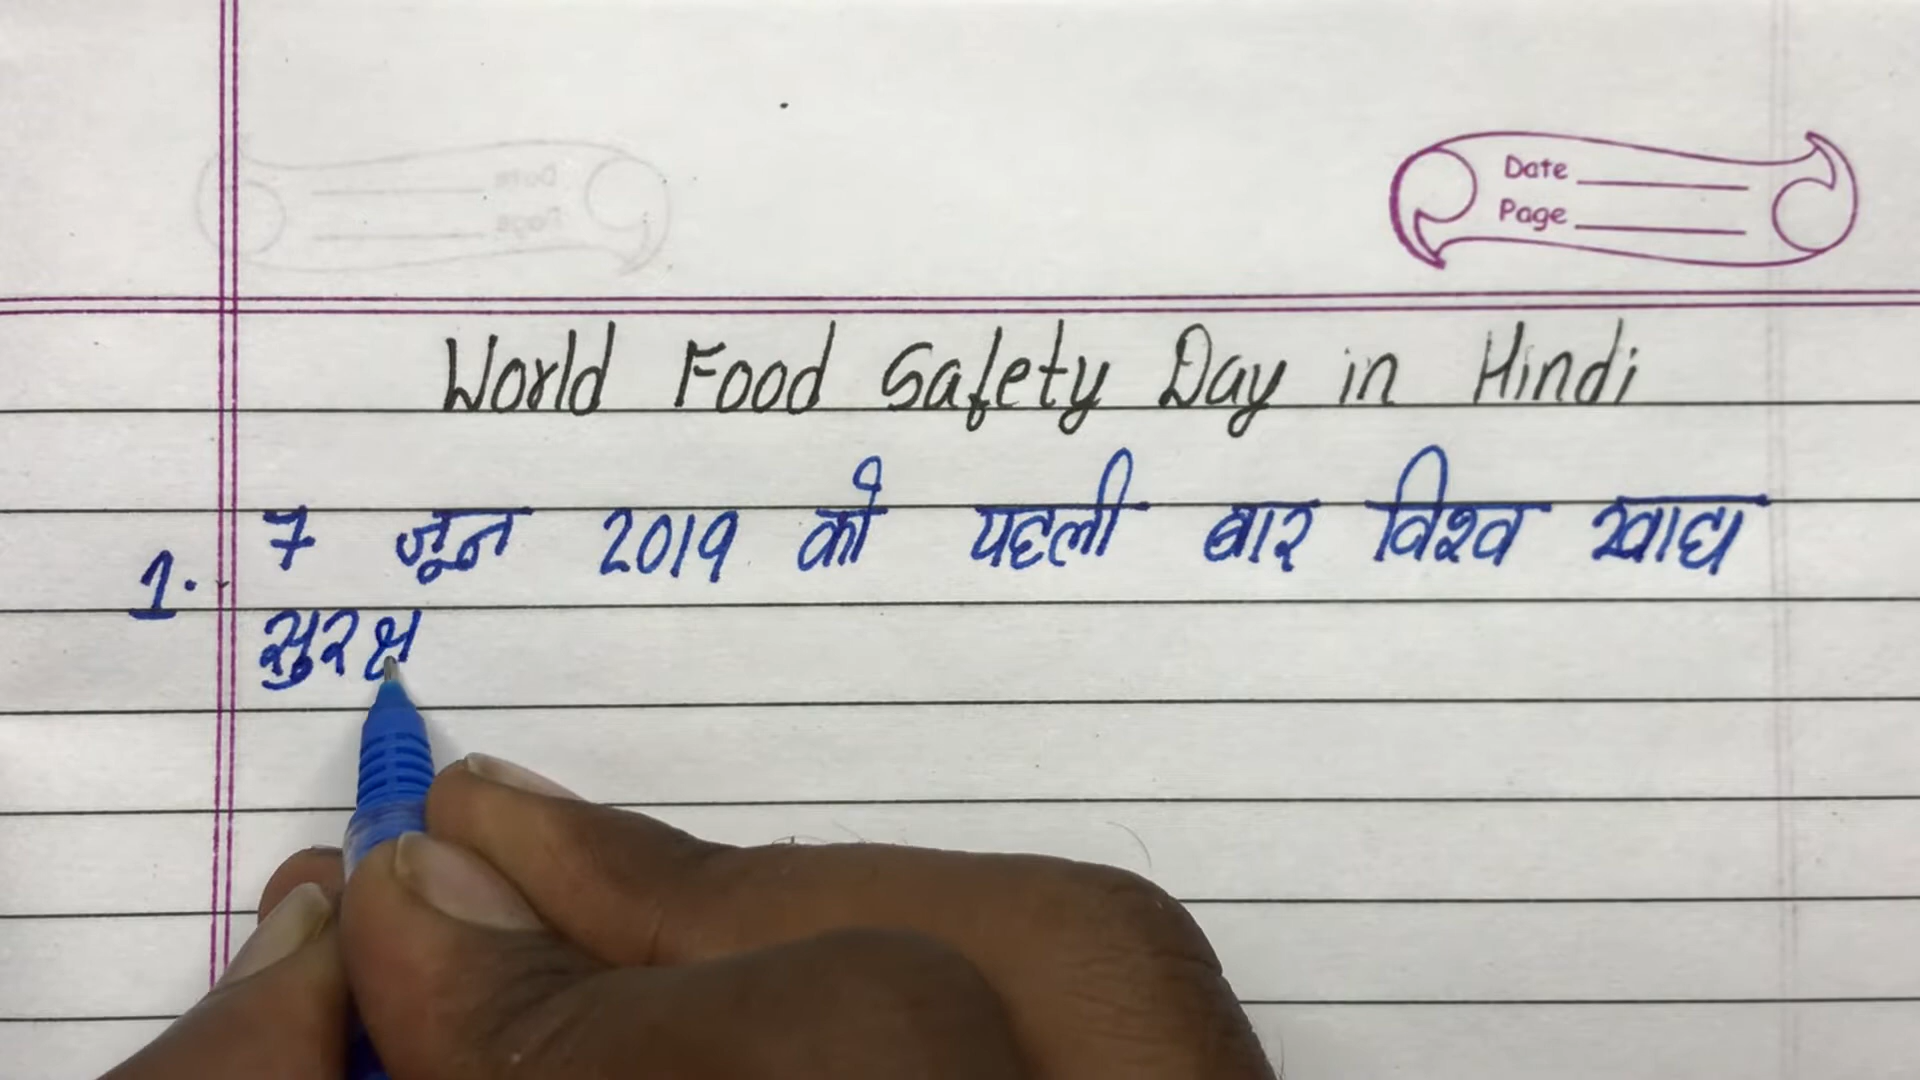 Date
Page
World Food Safety Day in Hindi
1. 7 जून 2019 को पहली बार विश्व खाद्य
सुरक्ष